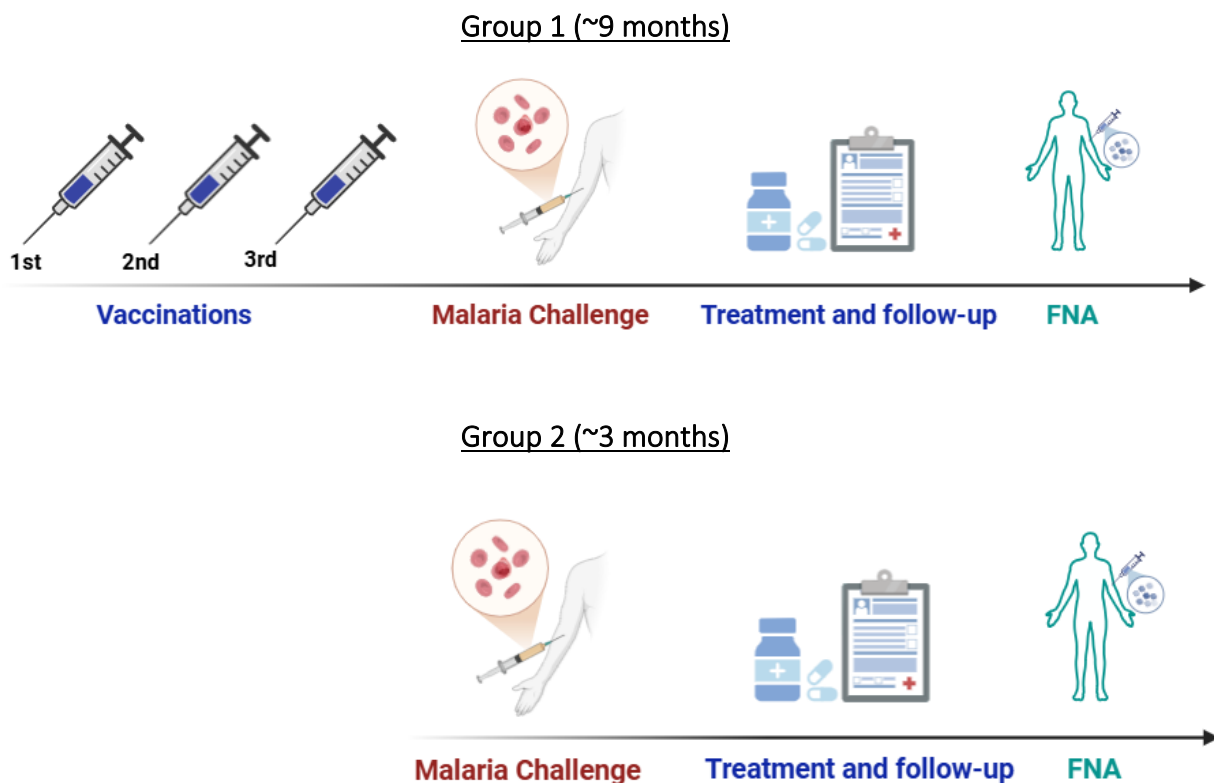 Group 1 (~9 months)
1st
2nd
3rd
Vaccinations
Malaria Challenge
Treatment and follow-up
FNA
Group 2 (~3 months)
Malaria Challenge
Treatment and follow-up
FNA